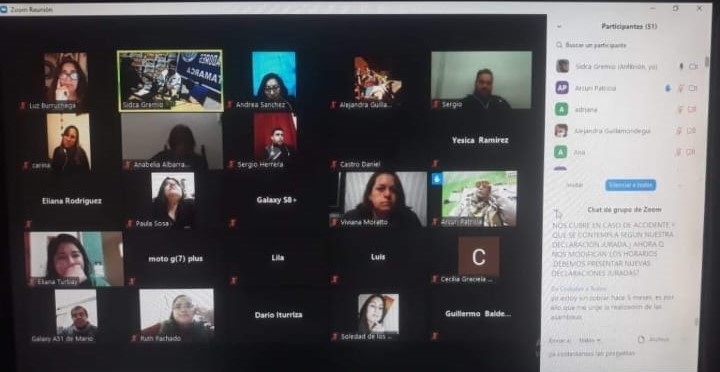 Zoom Reunión
Luz Burruchaga
Sidca Gremio
Andrea Sanchez
Alejandra Guilla...
Sergio
carina
Anabella Albarra...
Sergio Herrera
Castro Daniel
Yesica Ramirez
Eliana Rodriguez
Paula Sosa
Galaxy S8+
Viviana Moratto
Arcuri Patricia
Eliana Turbay
moto g(7) plus
Lila
Luis
C
Cecilia Graciela ...
Galaxy A51 de Mario
Ruth Pachado
Dario Iturriza
Soledad de los ...
Guillermo Balde...
Participantes (51)
Buscar un participante
Sidca Gremio (Anfitrión, yo)
AP Arcuri Patricia
A adriana
Alejandra Guillamondegui
A Ana
Invitar
Silenciar a todos
Chat de grupo de Zoom
NOS CUBRE EN CASO DE ACCIDENTE Y
QUE SE CONTEMPLA SEGUN NUESTRA
DECLARACION JURADA ¿ AHORA Q
NOS MODIFICAN LOS HORARIOS
DEBEMOS PRESENTAR NUEVAS
DECLARACIONES JURADAS?
yo estoy sin cobrar hace 5 meses, es por
ello que me urge la realización de las
asambleas
Enviar a: Todos
Archivo
ya contestamos las preguntas